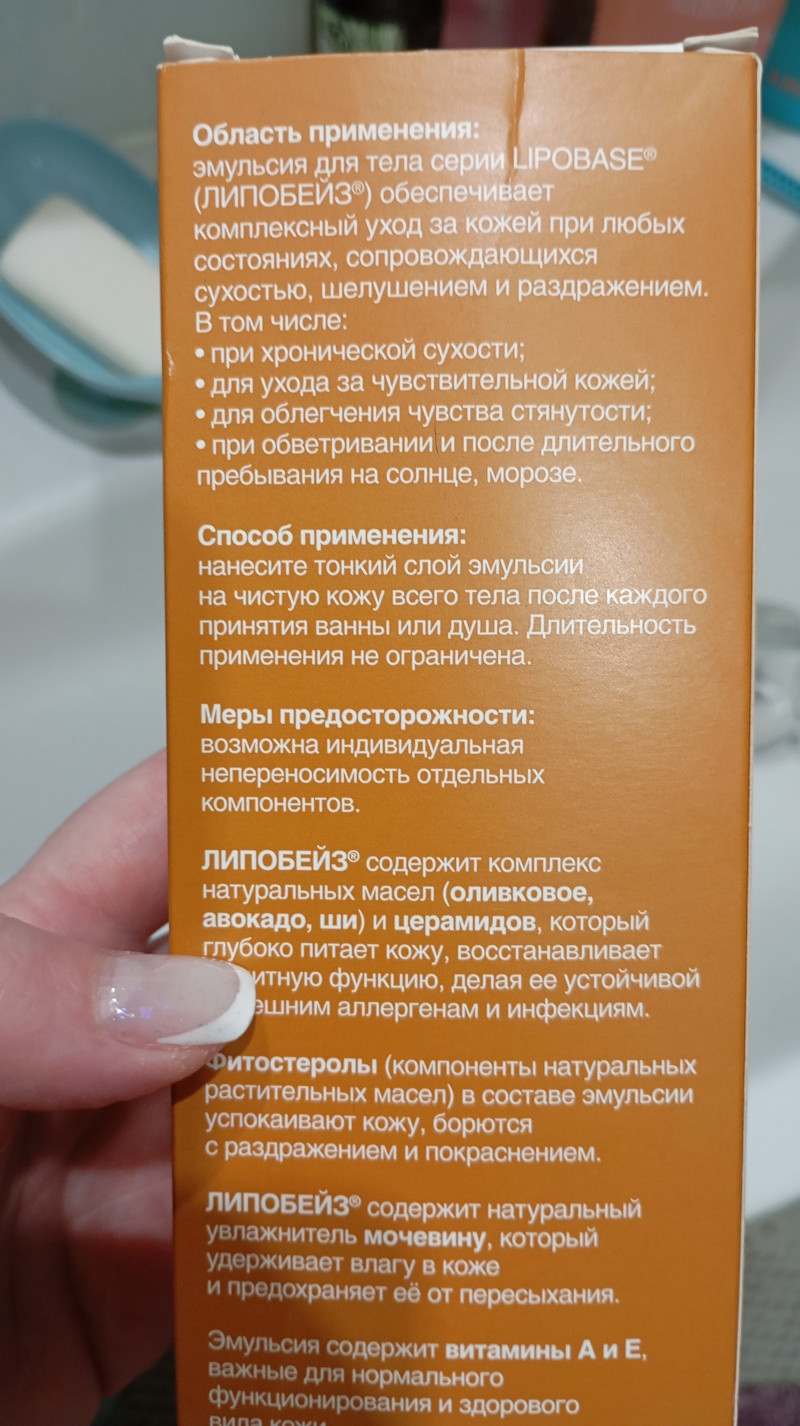 Область применения:
эмульсия для тела серии LIPOBASE®
(ЛИПОБЕЙЗ®) обеспечивает
комплексный уход за кожей при любых
состояниях, сопровождающихся
сухостью, шелушением и раздражением.
В том числе:
• при хронической сухости;
• для ухода за чувствительной кожей;
• для облегчения чувства стянутости;
• при обветривании и после длительного
пребывания на солнце, морозе.
Способ применения:
нанесите тонкий слой эмульсии
на чистую кожу всего тела после каждого
принятия ванны или душа. Длительность
применения не ограничена.
Меры предосторожности:
возможна индивидуальная
непереносимость отдельных
компонентов.
ЛИПОБЕЙЗ® содержит комплекс
натуральных масел (оливковое,
авокадо, ши) и церамидов, который
глубоко питает кожу, восстанавливает
итную функцию, делая ее устойчивой
ешним аллергенам и инфекциям.
Фитостеролы (компоненты натуральных
растительных масел) в составе эмульсии
успокаивают кожу, борются
с раздражением и покраснением.
ЛИПОБЕЙЗ® содержит натуральный
увлажнитель мочевину, который
удерживает влагу в коже
и предохраняет её от пересыхания.
Эмульсия содержит витамины А и Е,
важные для нормального
функционирования и здорового
вида кожи.